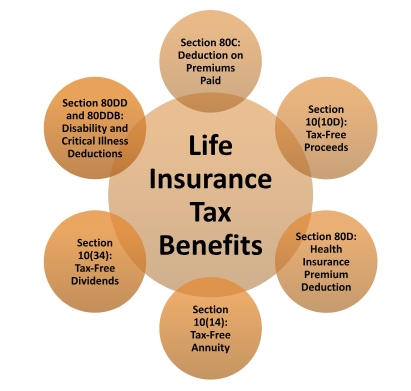 Section 80C:
Deduction on
Premiums
Paid
Section
10(10D):
Tax-Free
Proceeds
Section 80D:
Health
Insurance
Premium
Deduction
Section
10(14):
Tax-Free
Annuity
Section
10(34):
Tax-Free
Dividends
Section 80DD
and 80DDB:
Disability and
Critical Illness
Deductions
Life
Insurance
Tax
Benefits